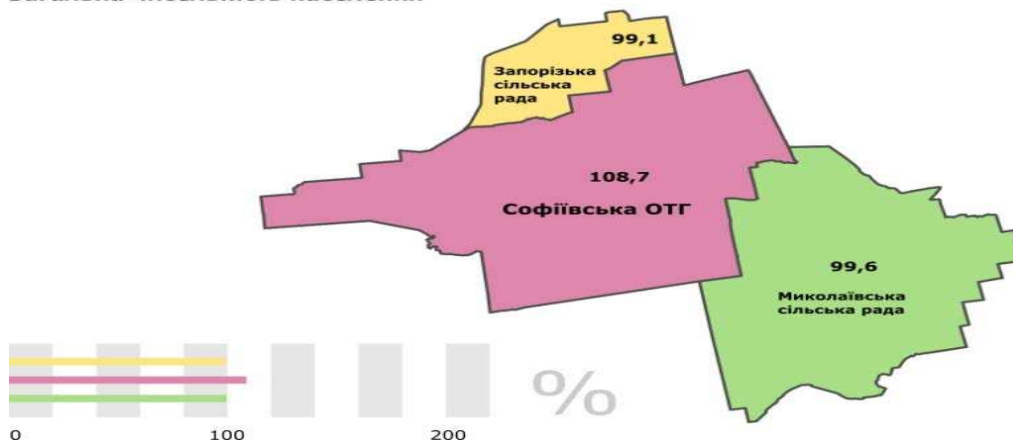 99,1
Запорізька
сільська
рада
108,7
Софіївська ОТГ
99,6
Миколаївська
сільська рада
%
0 100 200